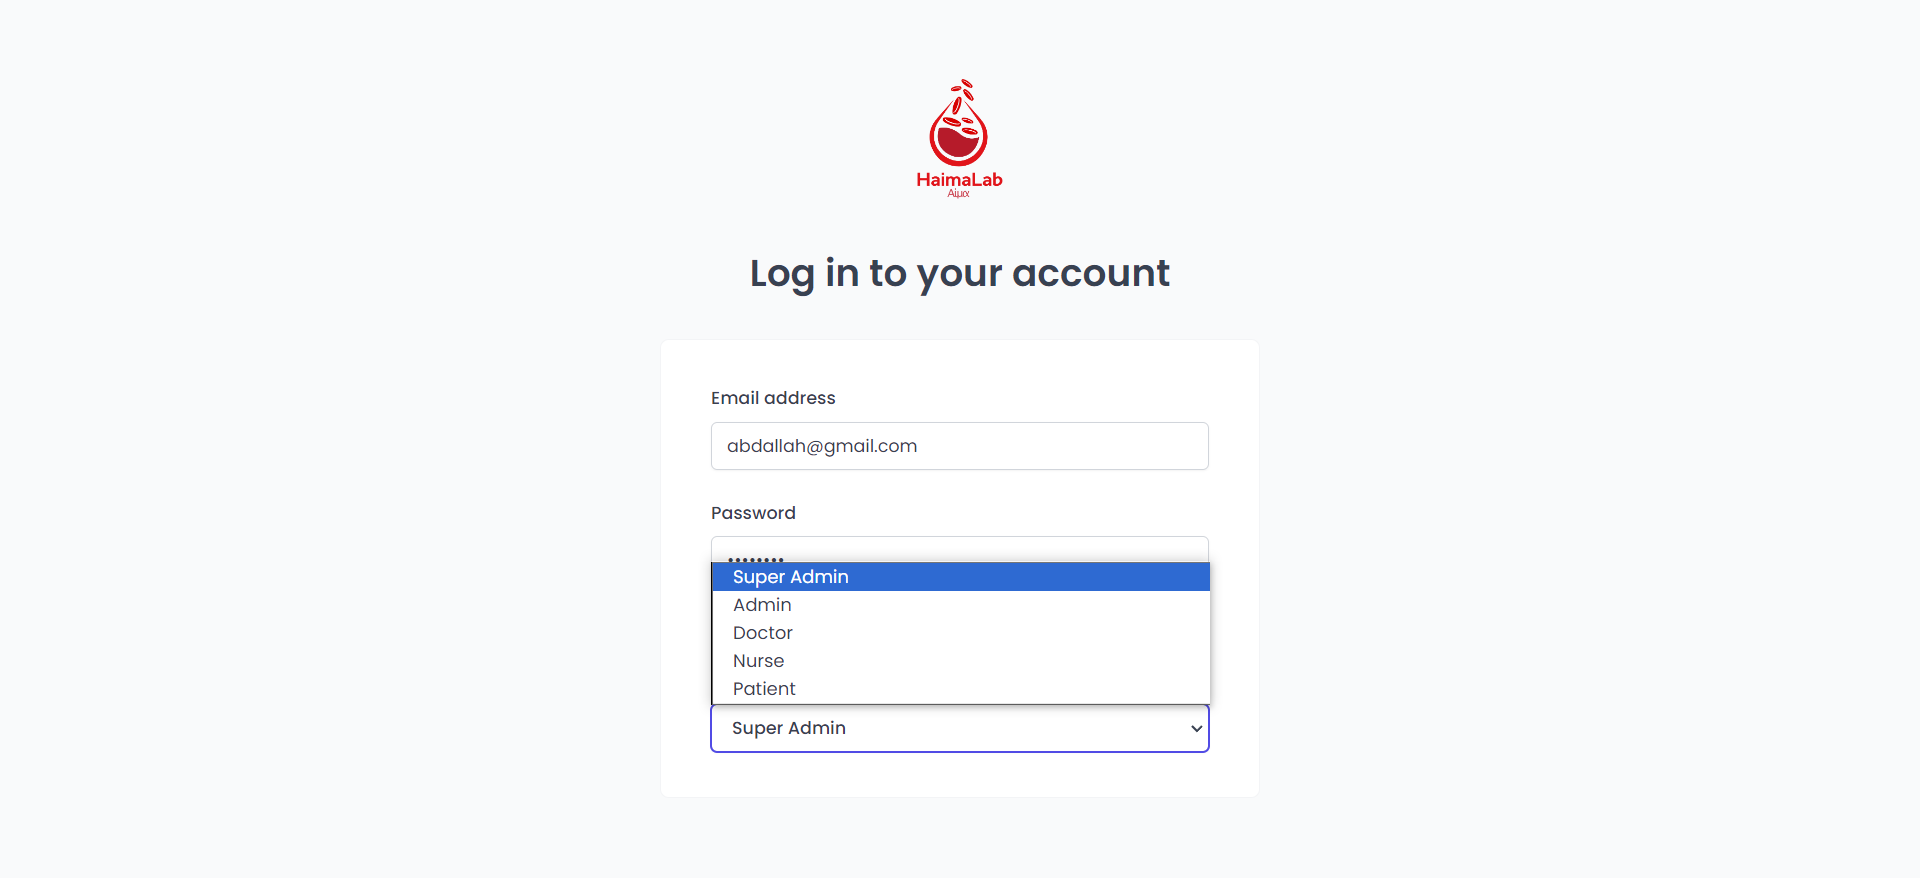 HaimaLab
Αίμα
Log in to your account
Email address
abdallah@gmail.com
Password
••••••••
Super Admin
Admin
Doctor
Nurse
Patient
Super Admin